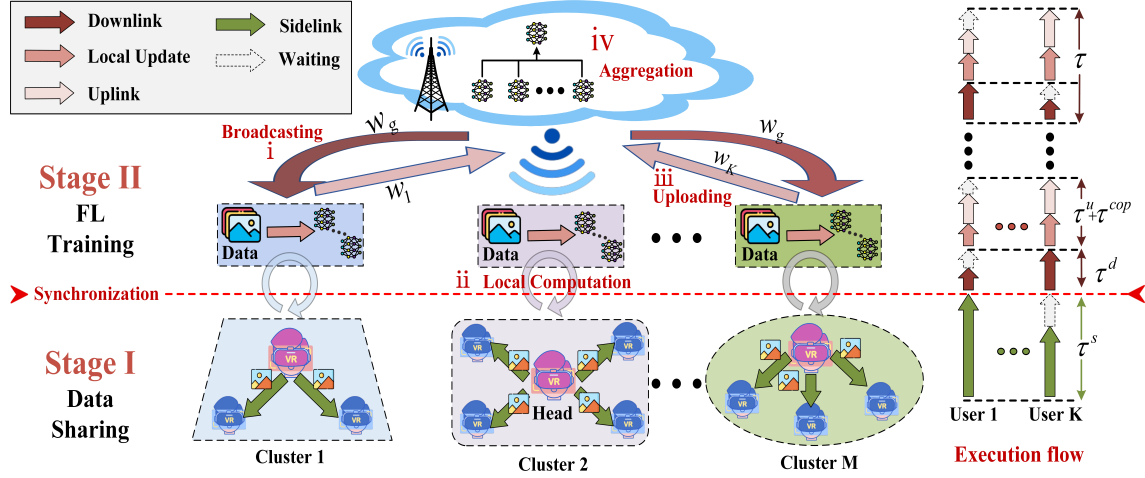 Downlink
Local Update
Uplink
Sidelink
Waiting
iv
Aggregation
Broadcasting
i
w_g
w_1
w_g
w_K
iii
Uploading
Stage II
FL
Training
Data
Data
Data
ii
Local Computation
Synchronization
Stage I
Data
Sharing
VR
VR
VR
Cluster 1
VR
VR
VR
Head
VR
VR
Cluster 2
VR
VR
VR
VR
Cluster M
τ
τ^u+τ^{cop}
τ^d
τ^s
User 1
User K
Execution flow